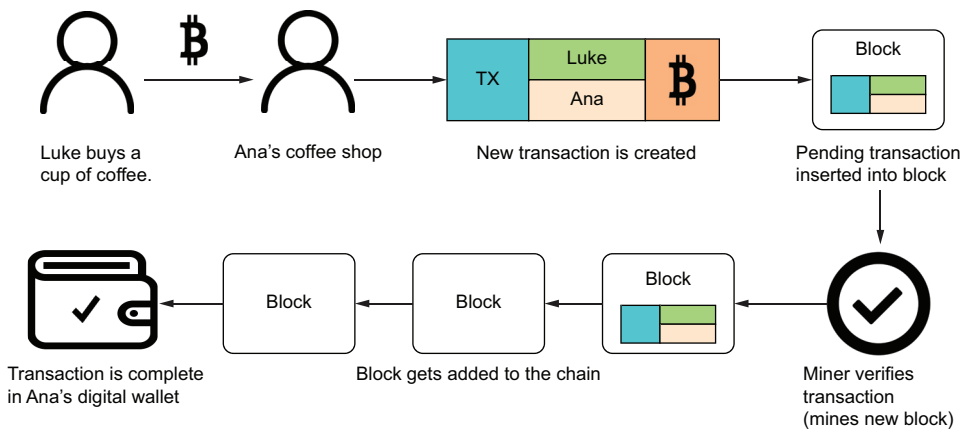 TX
Luke
Ana
Block
Luke buys a
cup of coffee.
Ana's coffee shop
New transaction is created
Pending transaction
inserted into block
Block
Block
Block
Transaction is complete
in Ana's digital wallet
Block gets added to the chain
Miner verifies
transaction
(mines new block)